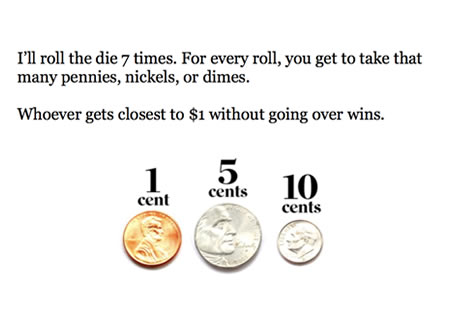 I'll roll the die 7 times. For every roll, you get to take that
many pennies, nickels, or dimes.
Whoever gets closest to $1 without going over wins.
1 5 10
cent cents cents